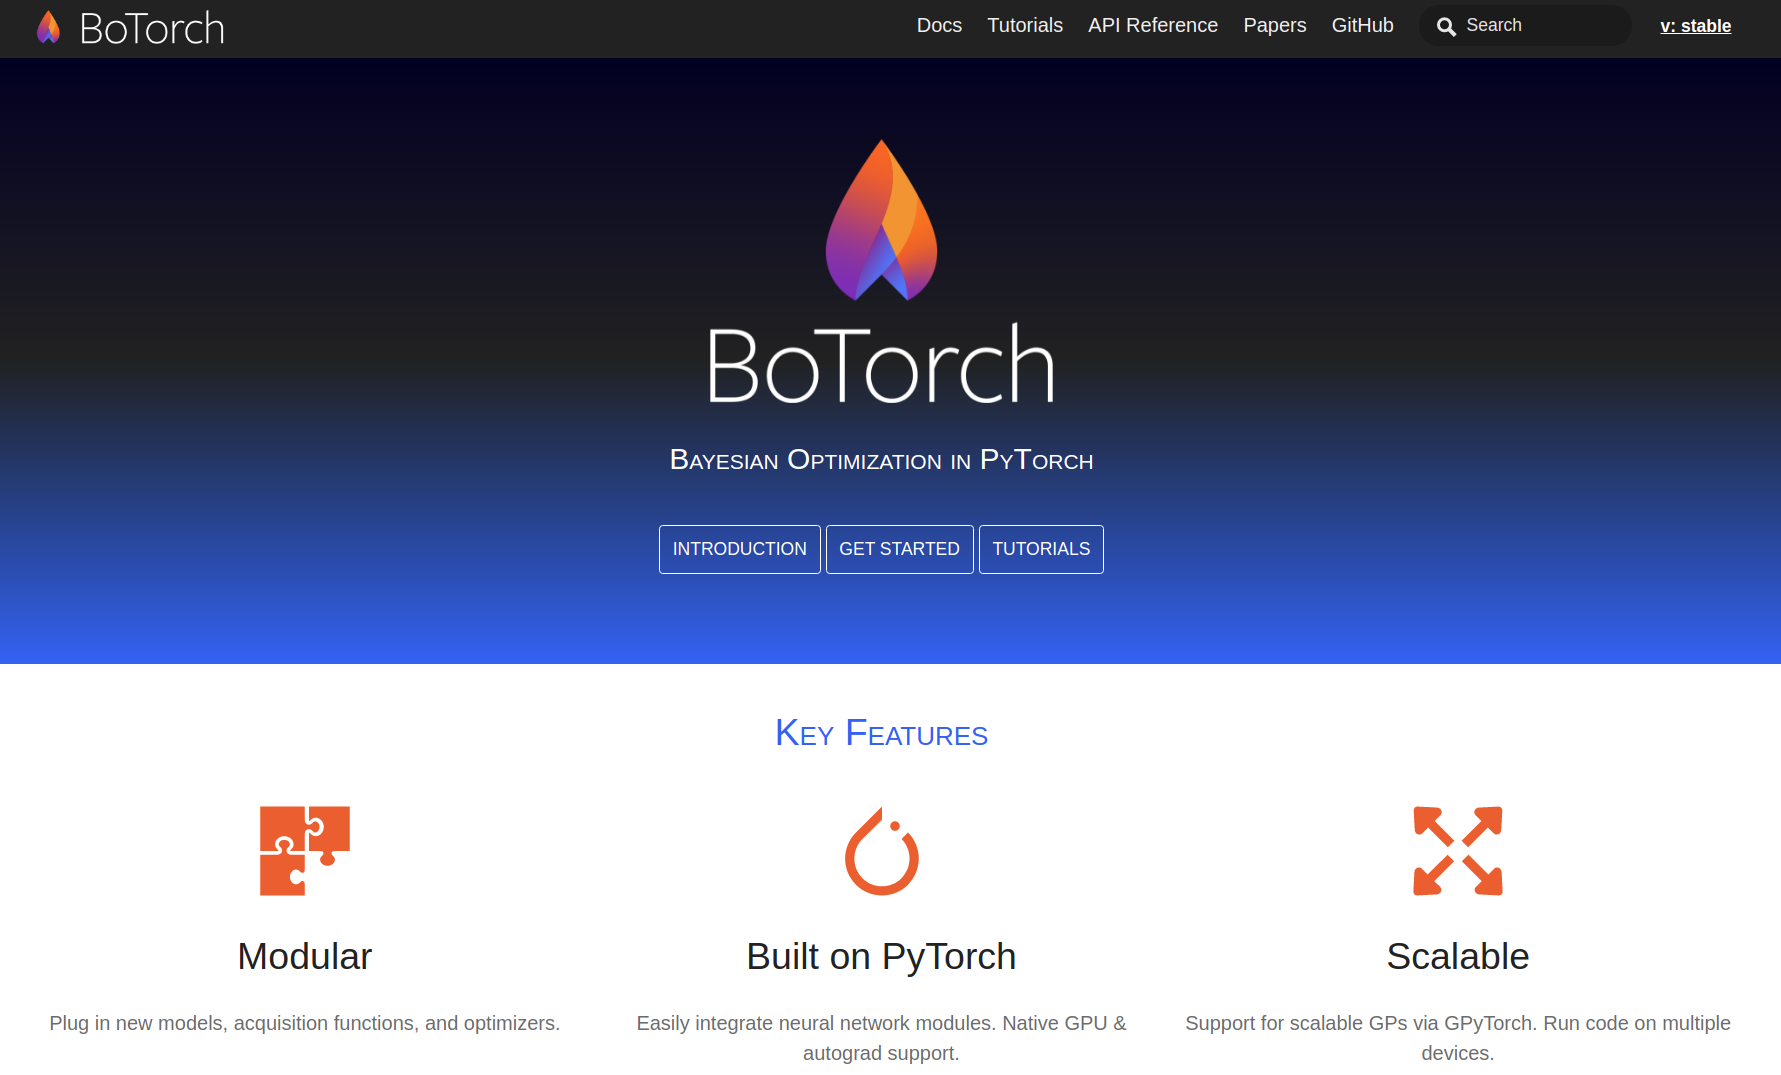 BoTorch
Docs Tutorials API Reference Papers GitHub Search v: stable
BoTorch
Bayesian Optimization in PyTorch
INTRODUCTION GET STARTED TUTORIALS
Key Features
Modular
Built on PyTorch
Scalable
Plug in new models, acquisition functions, and optimizers.
Easily integrate neural network modules. Native GPU &
autograd support.
Support for scalable GPs via GPyTorch. Run code on multiple
devices.